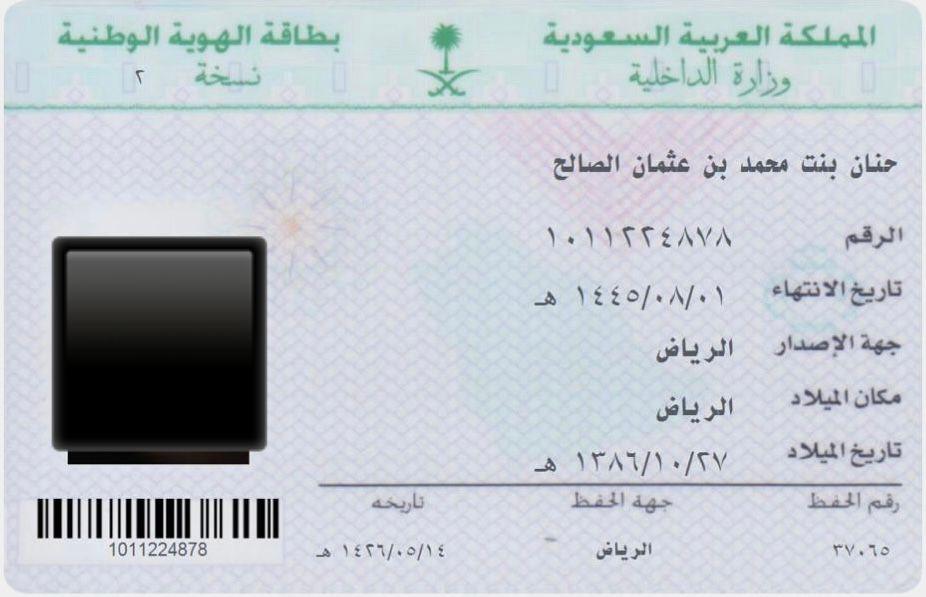 المملكة العربية السعودية
وزارة الداخلية
بطاقة الهوية الوطنية
نسخة ٢
حنان بنت محمد بن عثمان الصالح
الرقم ١٠١١٢٢٤٨٧٨
تاريخ الانتهاء ١٤٤٥/٠٨/٠١ هـ
جهة الإصدار الرياض
مكان الميلاد الرياض
تاريخ الميلاد ١٣٨٦/١٠/٢٧ هـ
رقم الحفظ جهة الحفظ تاريخه
٣٧٠٦٥ الرياض ١٤٢٦/٠٥/١٤ هـ
1011224878